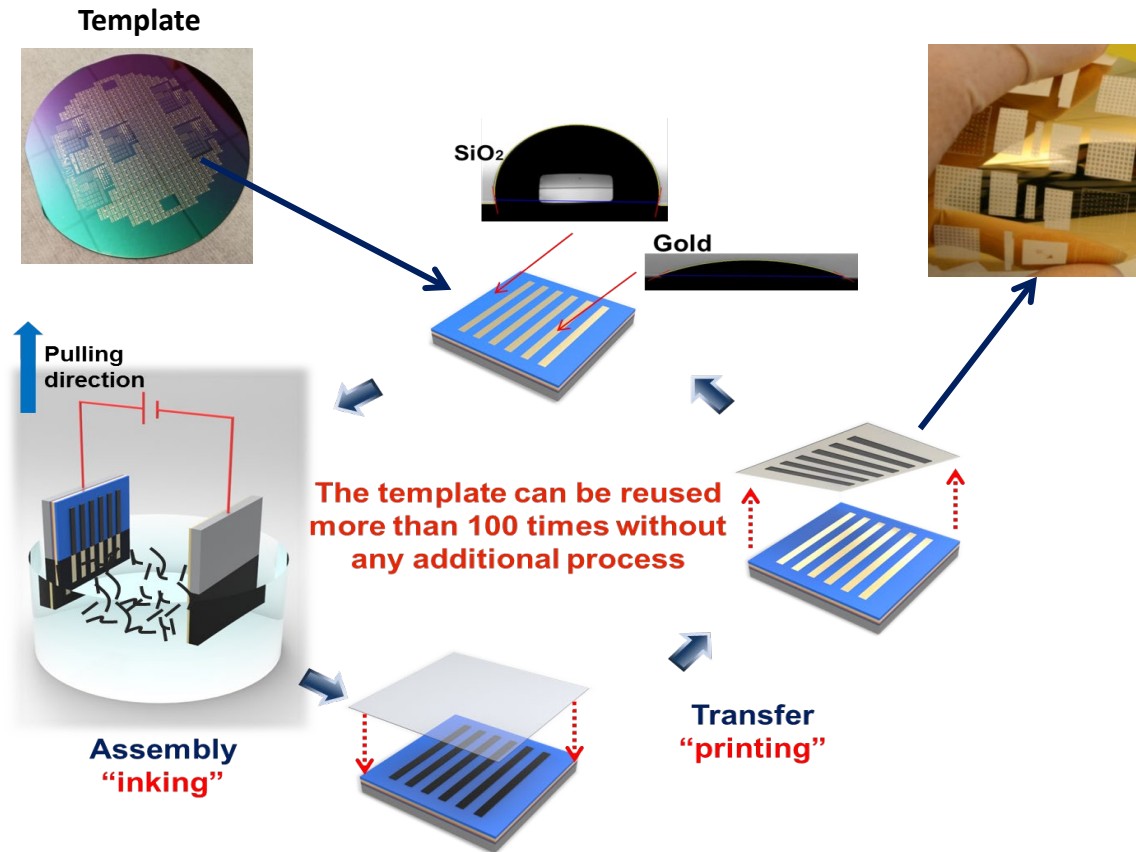 Template
SiO₂
Gold
Pulling
direction
The template can be reused
more than 100 times without
any additional process
Assembly
“inking”
Transfer
“printing”